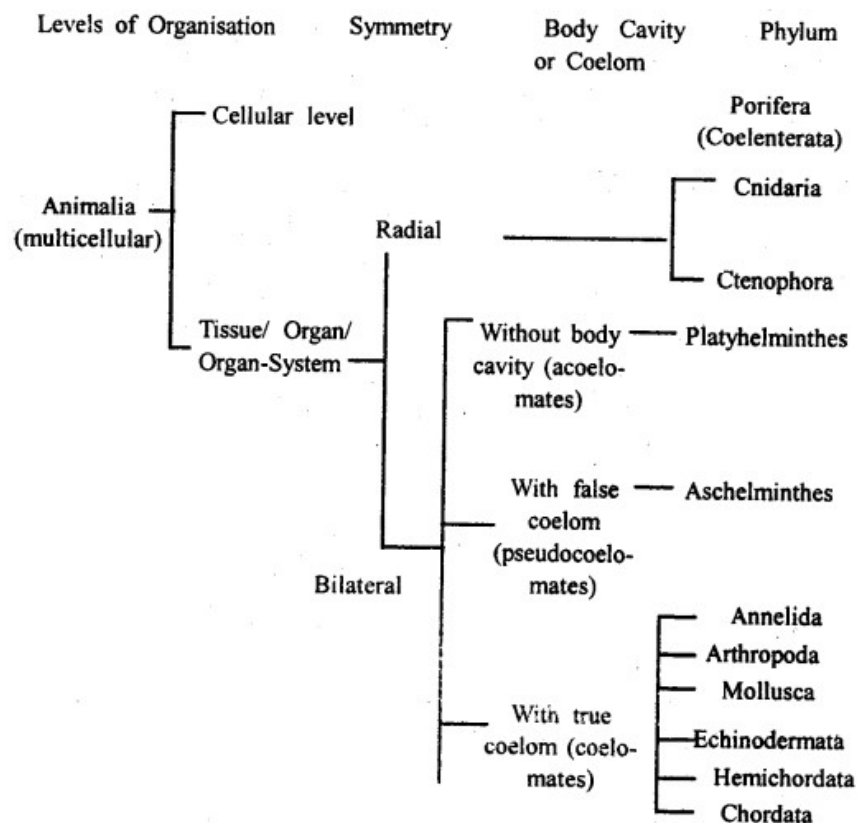 Levels of Organisation
Symmetry
Body Cavity
or Coelom
Phylum
Cellular level
Porifera
(Coelenterata)
Cnidaria
Animalia
(multicellular)
Radial
Ctenophora
Tissue/ Organ/
Organ-System
Without body
cavity (acoelo-
mates)
Platyhelminthes
With false
coelom
(pseudocoelo-
mates)
Aschelminthes
Bilateral
With true
coelom (coelo-
mates)
Annelida
Arthropoda
Mollusca
Echinodermata
Hemichordata
Chordata